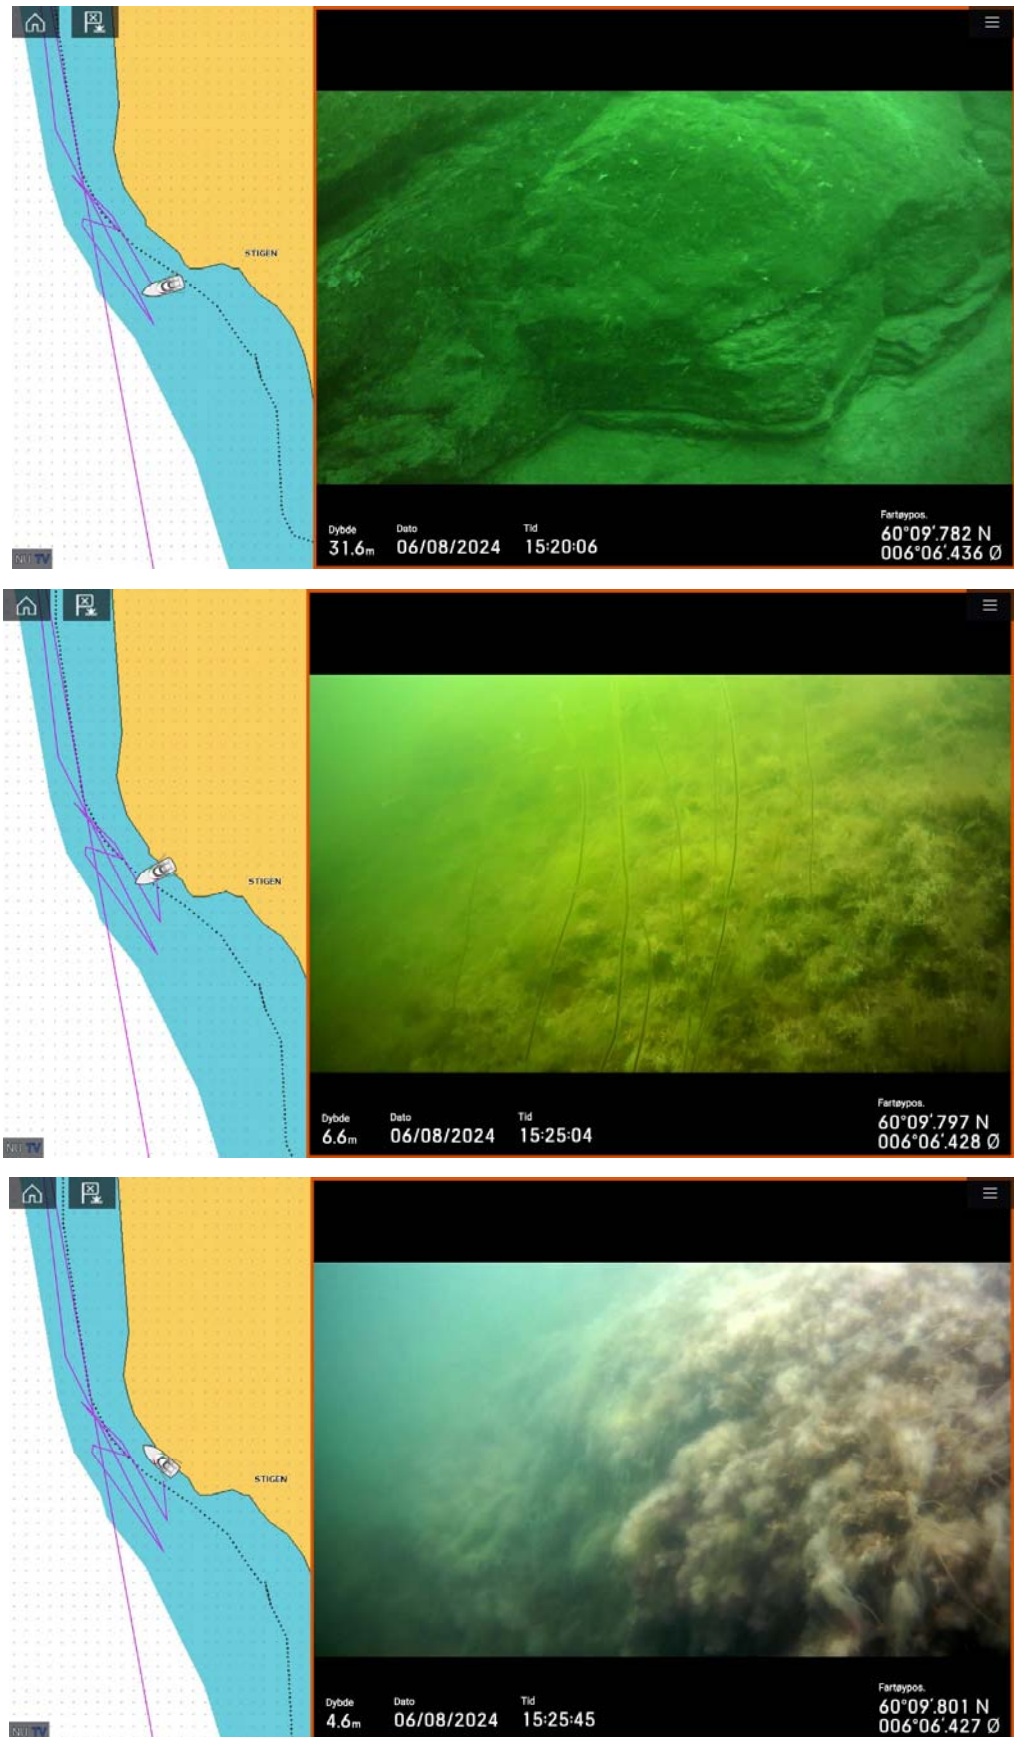 STIGEN
Dybde
31.6m
Dato
06/08/2024
Tid
15:20:06
Fartøypos.
60°09'.782 N
006°06'.436 Ø
STIGEN
Dybde
6.6m
Dato
06/08/2024
Tid
15:25:04
Fartøypos.
60°09'.797 N
006°06'.428 Ø
NU TV
STIGEN
Dybde
4.6m
Dato
06/08/2024
Tid
15:25:45
Fartøypos.
60°09'.801 N
006°06'.427 Ø